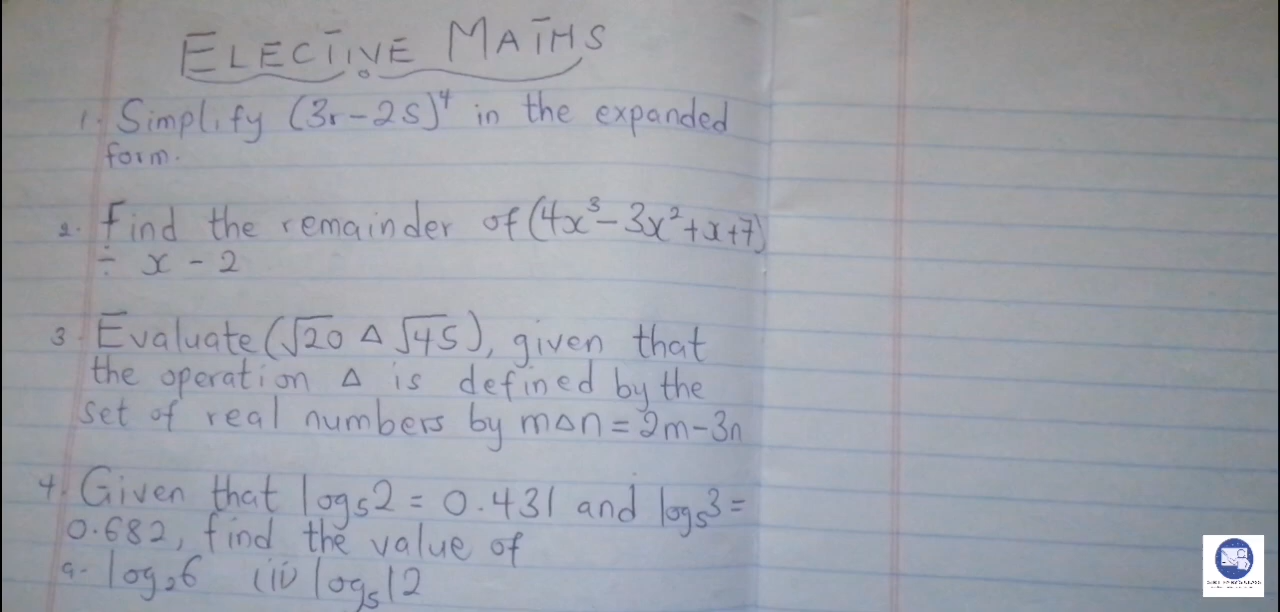 ELECTIVE MATHS
1. Simplify (3r-2s)⁴ in the expanded
form.
2. Find the remainder of (4x³-3x²+x+7)
÷ x - 2
3 Evaluate (√20 Δ √45), given that
the operation Δ is defined by the
set of real numbers by mΔn = 2m-3n
4. Given that log₅2 = 0.431 and log₅3 =
0.682, find the value of
a- log₂6 (ii) log₅12